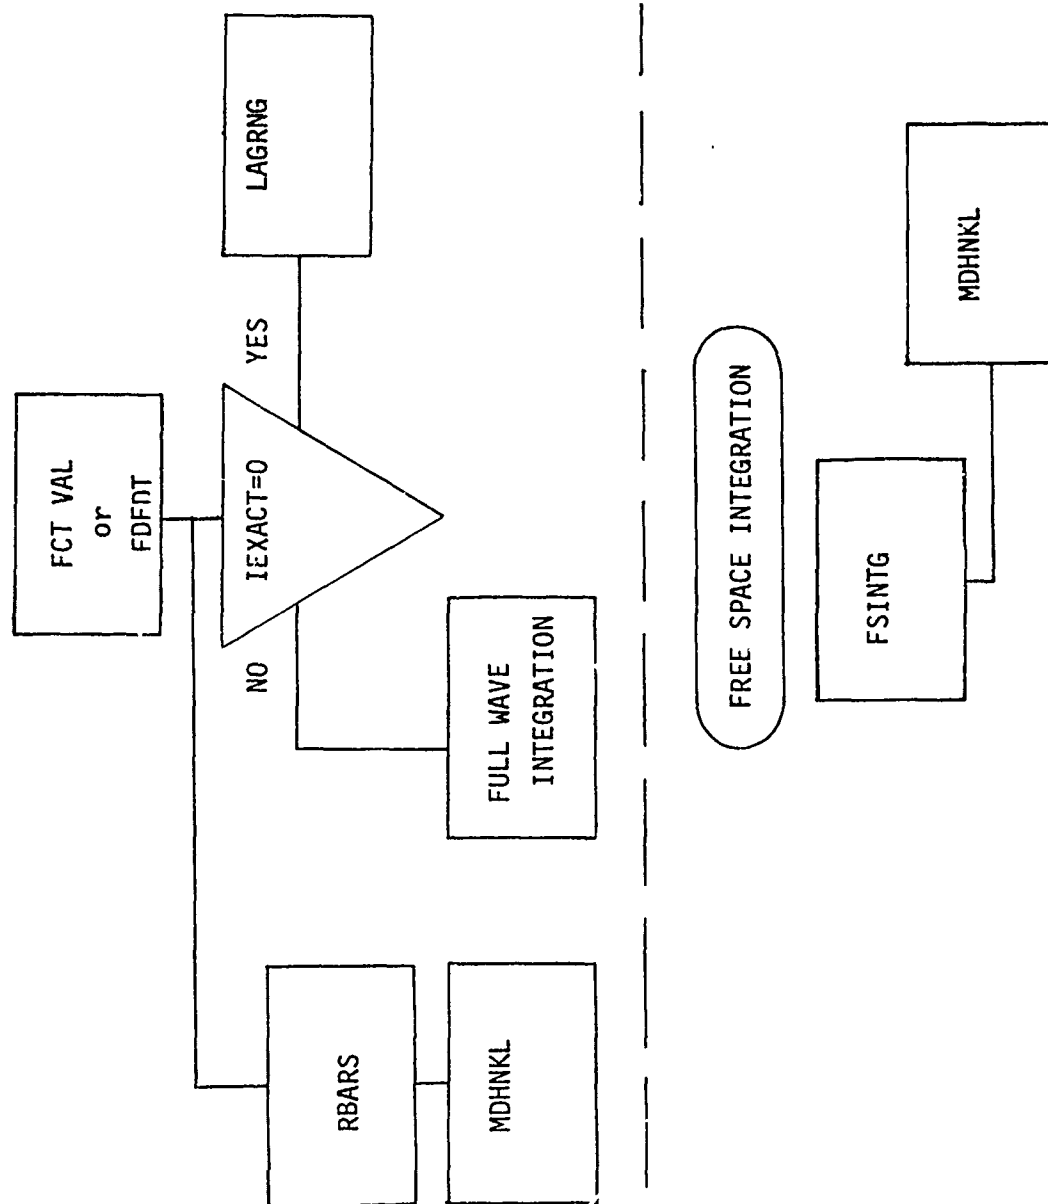 FCT VAL
or
FDFDT
IEXACT=0
NO
YES
LAGRNG
FULL WAVE
INTEGRATION
RBARS
MDHNKL
FREE SPACE INTEGRATION
FSINTG
MDHNKL